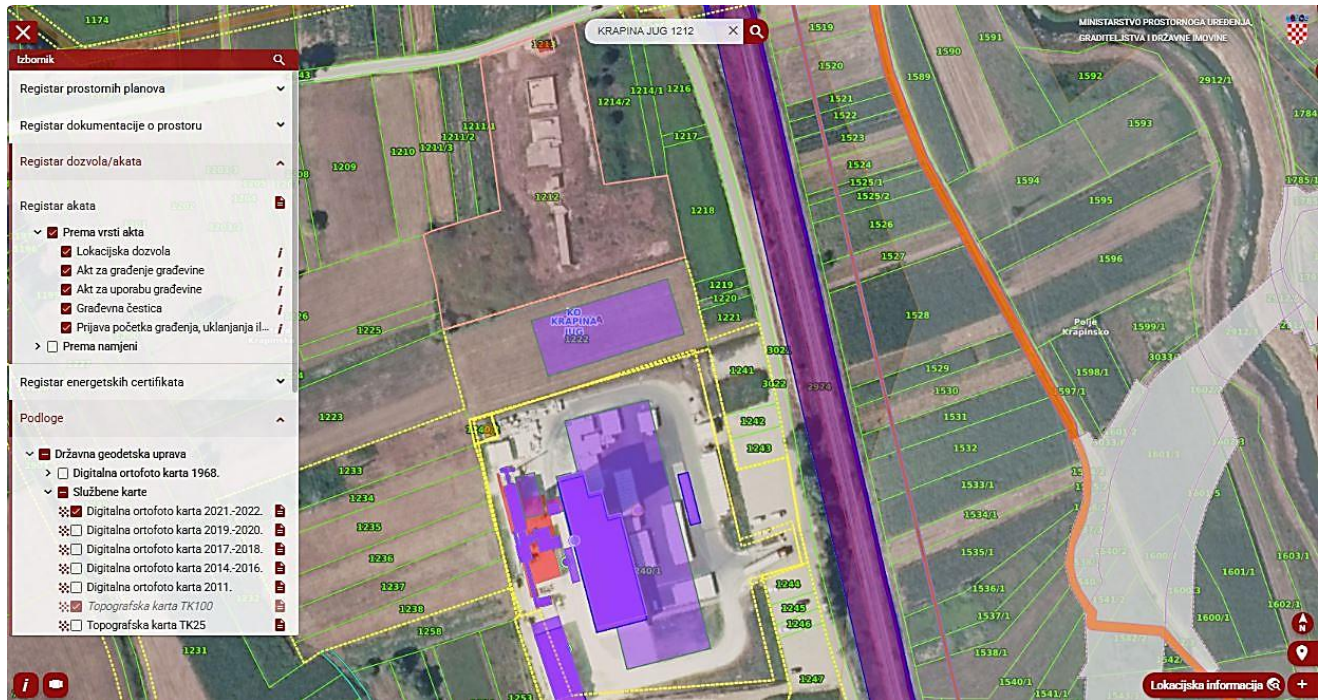 KRAPINA JUG 1212
MINISTARSTVO PROSTORNOGA UREĐENJA,
GRADITELJSTVA I DRŽAVNE IMOVINE
Izbornik
Registar prostornih planova
Registar dokumentacije o prostoru
Registar dozvola/akata
Registar akata
Prema vrsti akta
Lokacijska dozvola
Akt za građenje građevine
Akt za uporabu građevine
Građevna čestica
Prijava početka građenja, uklanjanja il...
Prema namjeni
Registar energetskih certifikata
Podloge
Državna geodetska uprava
Digitalna ortofoto karta 1968.
Službene karte
Digitalna ortofoto karta 2021.-2022.
Digitalna ortofoto karta 2019.-2020.
Digitalna ortofoto karta 2017.-2018.
Digitalna ortofoto karta 2014.-2016.
Digitalna ortofoto karta 2011.
Topografska karta TK100
Topografska karta TK25
1174
1209
1210
1211/3
1211/2
1211/1
1212
1214/2
1214/1
1216
1217
1218
1219
1220
1221
KO
KRAPINA
JUG
1222
1225
1223
1233
1234
1235
1236
1237
1238
1258
1231
1253
1241
1242
1243
1244
1245
1246
1247
2974
1519
1520
1521
1522
1523
1524
1525/1
1525/2
1526
1527
1528
1529
1530
1531
1532
1533/1
1534/1
1535/1
1536/1
1537/1
1538/1
1540/1
1541/1
1589
1590
1591
1592
2912/1
1593
1594
1595
1596
1784
1785/1
Polje
Krapinsko
1599/1
1598/1
1597/1
1603/1
1601/1
1602/1
1600/1
N
Lokacijska informacija